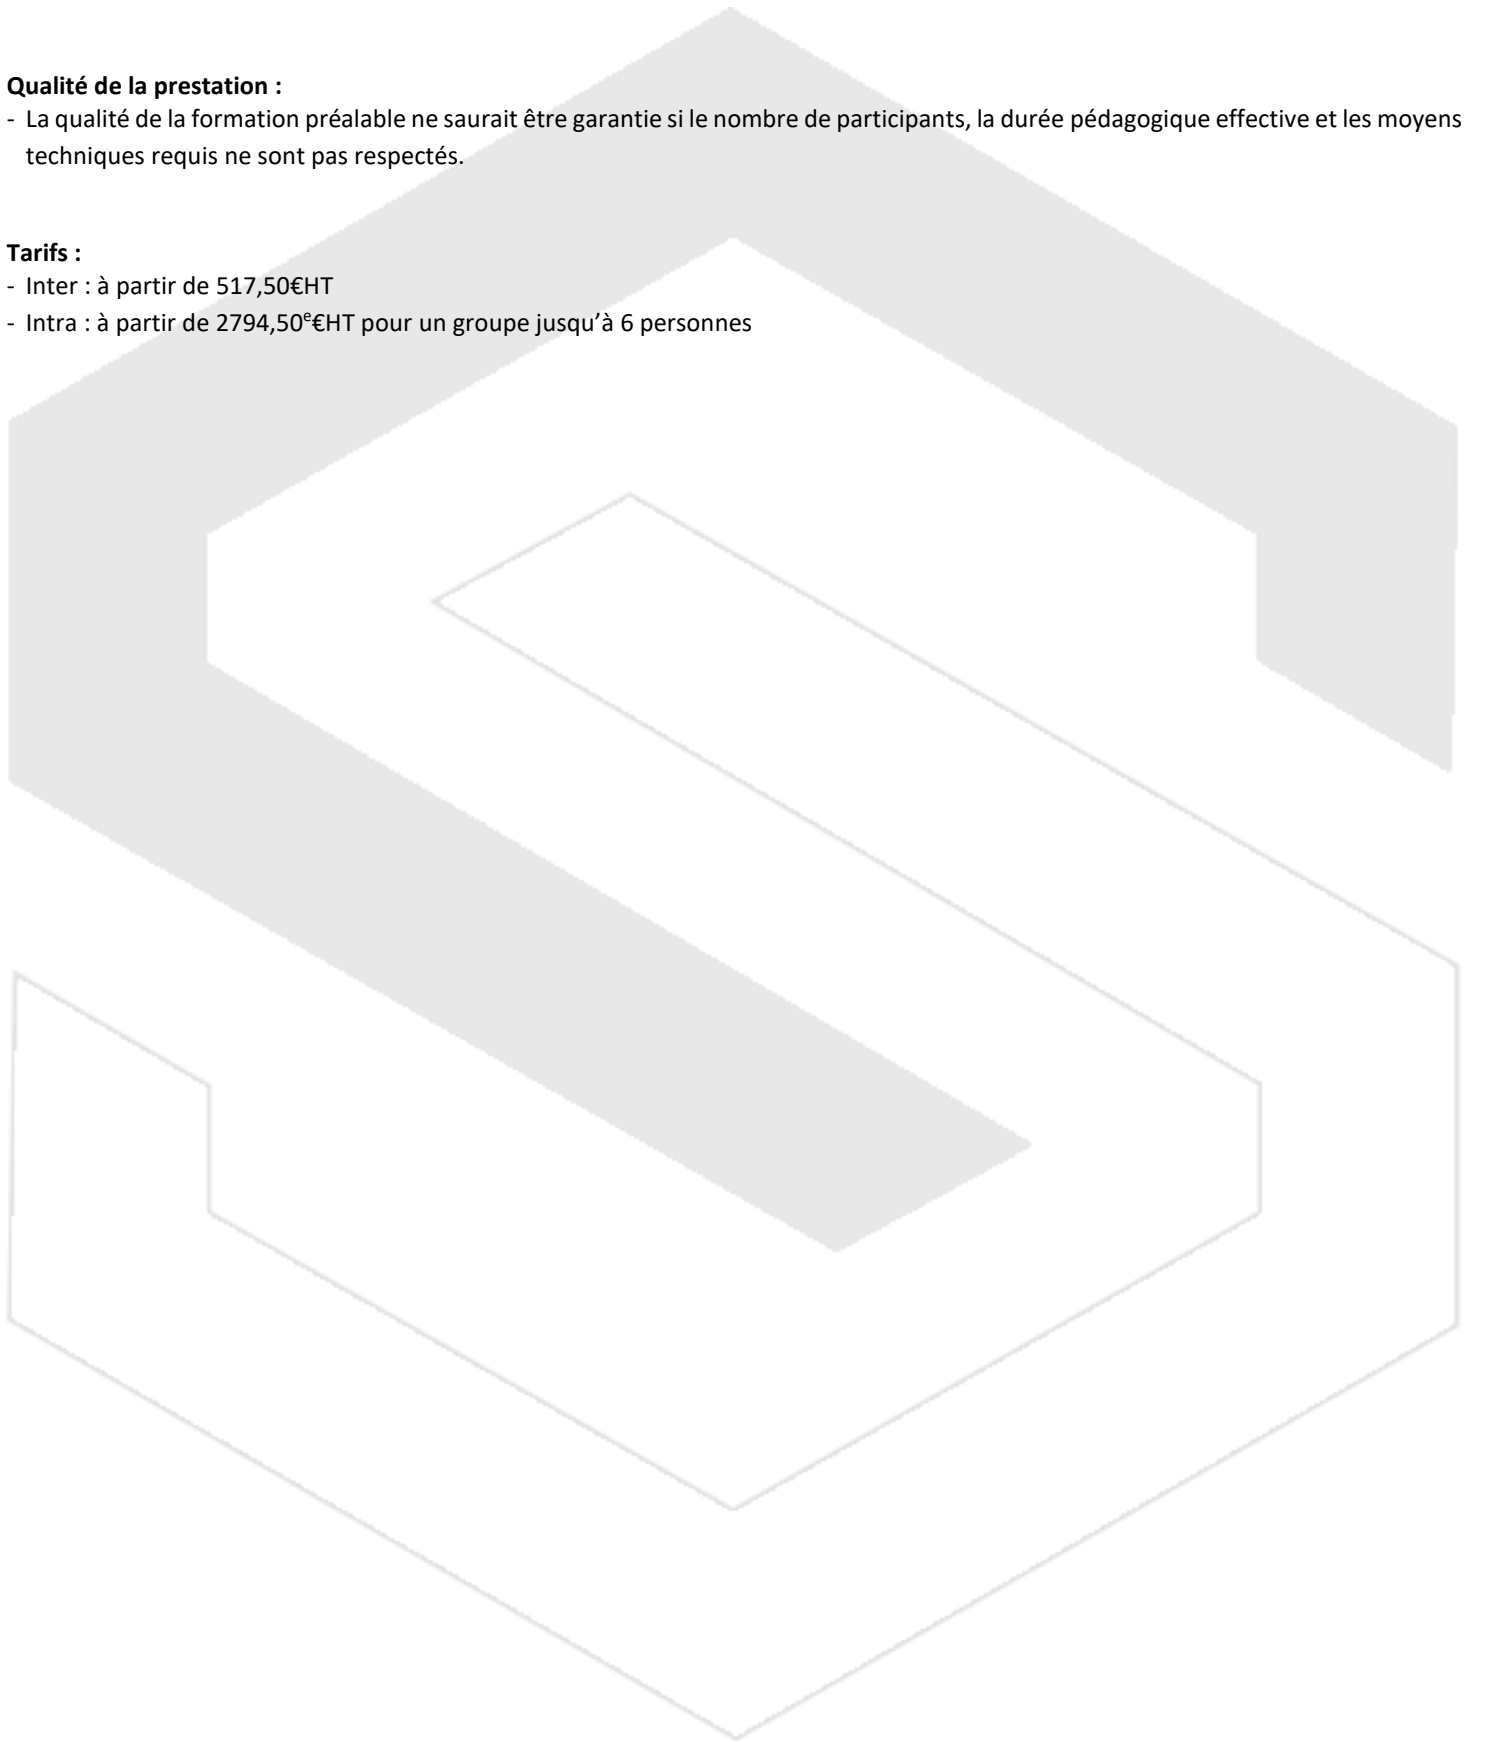 Qualité de la prestation :
- La qualité de la formation préalable ne saurait être garantie si le nombre de participants, la durée pédagogique effective et les moyens
techniques requis ne sont pas respectés.
Tarifs :
- Inter : à partir de 517,50€HT
- Intra : à partir de 2794,50ᵉ€HT pour un groupe jusqu’à 6 personnes